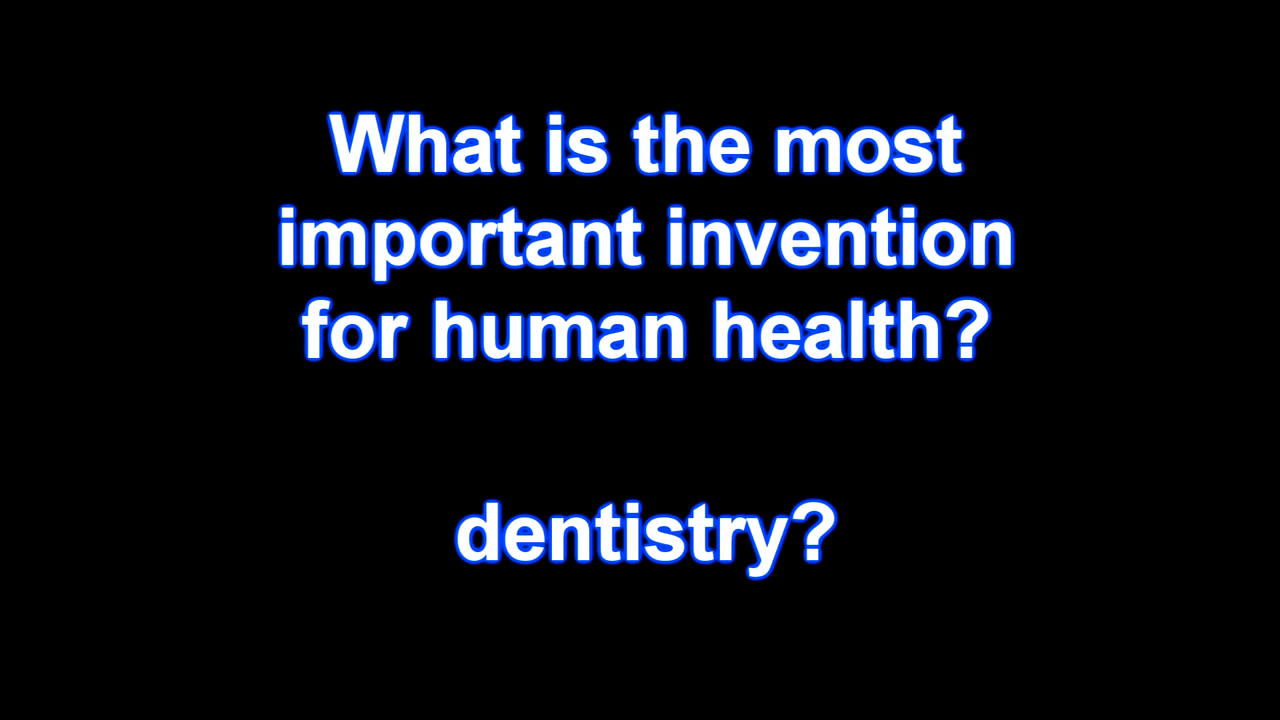 What is the most
important invention
for human health?
dentistry?